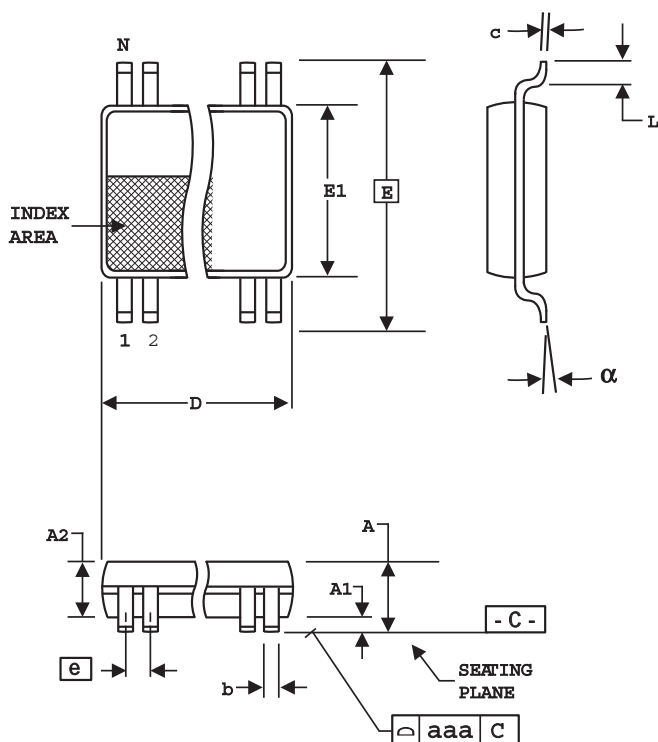 N
c
L
E1
E
INDEX
AREA
1 2
α
D
A2
A
A1
-C-
e
b
SEATING
PLANE
aaa C